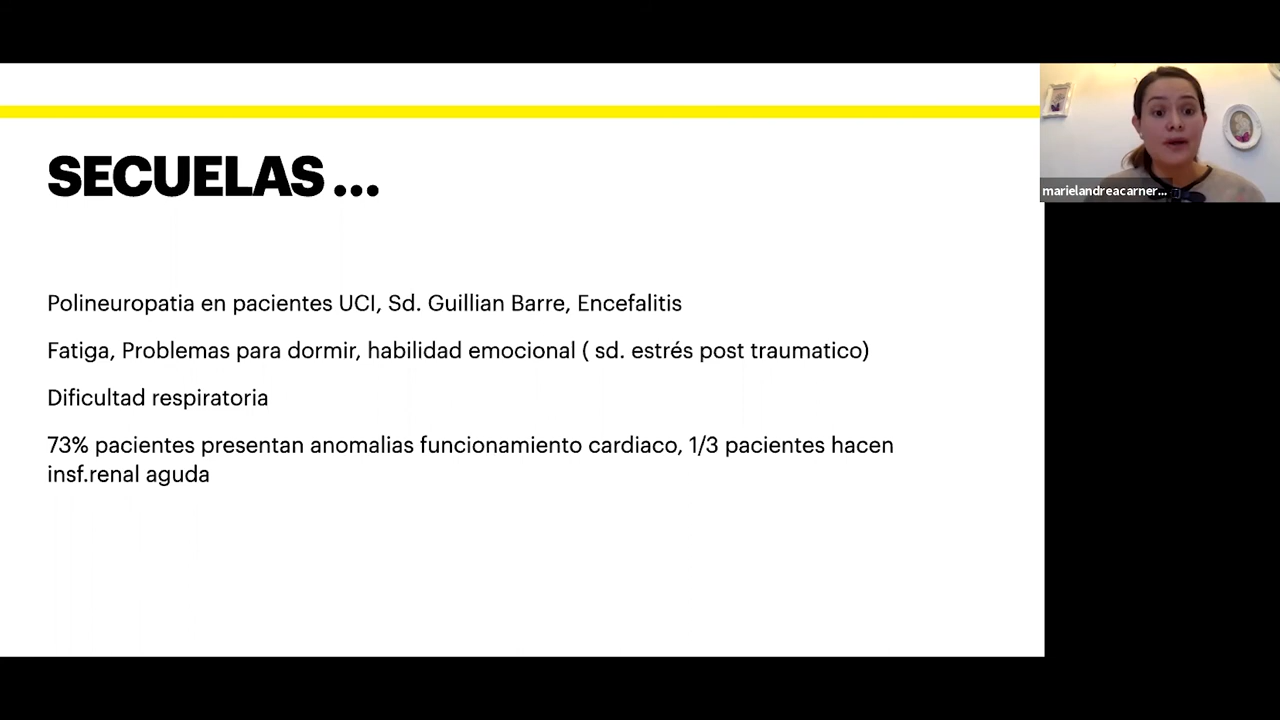 SECUELAS...
Polineuropatia en pacientes UCI, Sd. Guillian Barre, Encefalitis
Fatiga, Problemas para dormir, habilidad emocional ( sd. estrés post traumatico)
Dificultad respiratoria
73% pacientes presentan anomalias funcionamiento cardiaco, 1/3 pacientes hacen
insf.renal aguda
marielandreacarner...